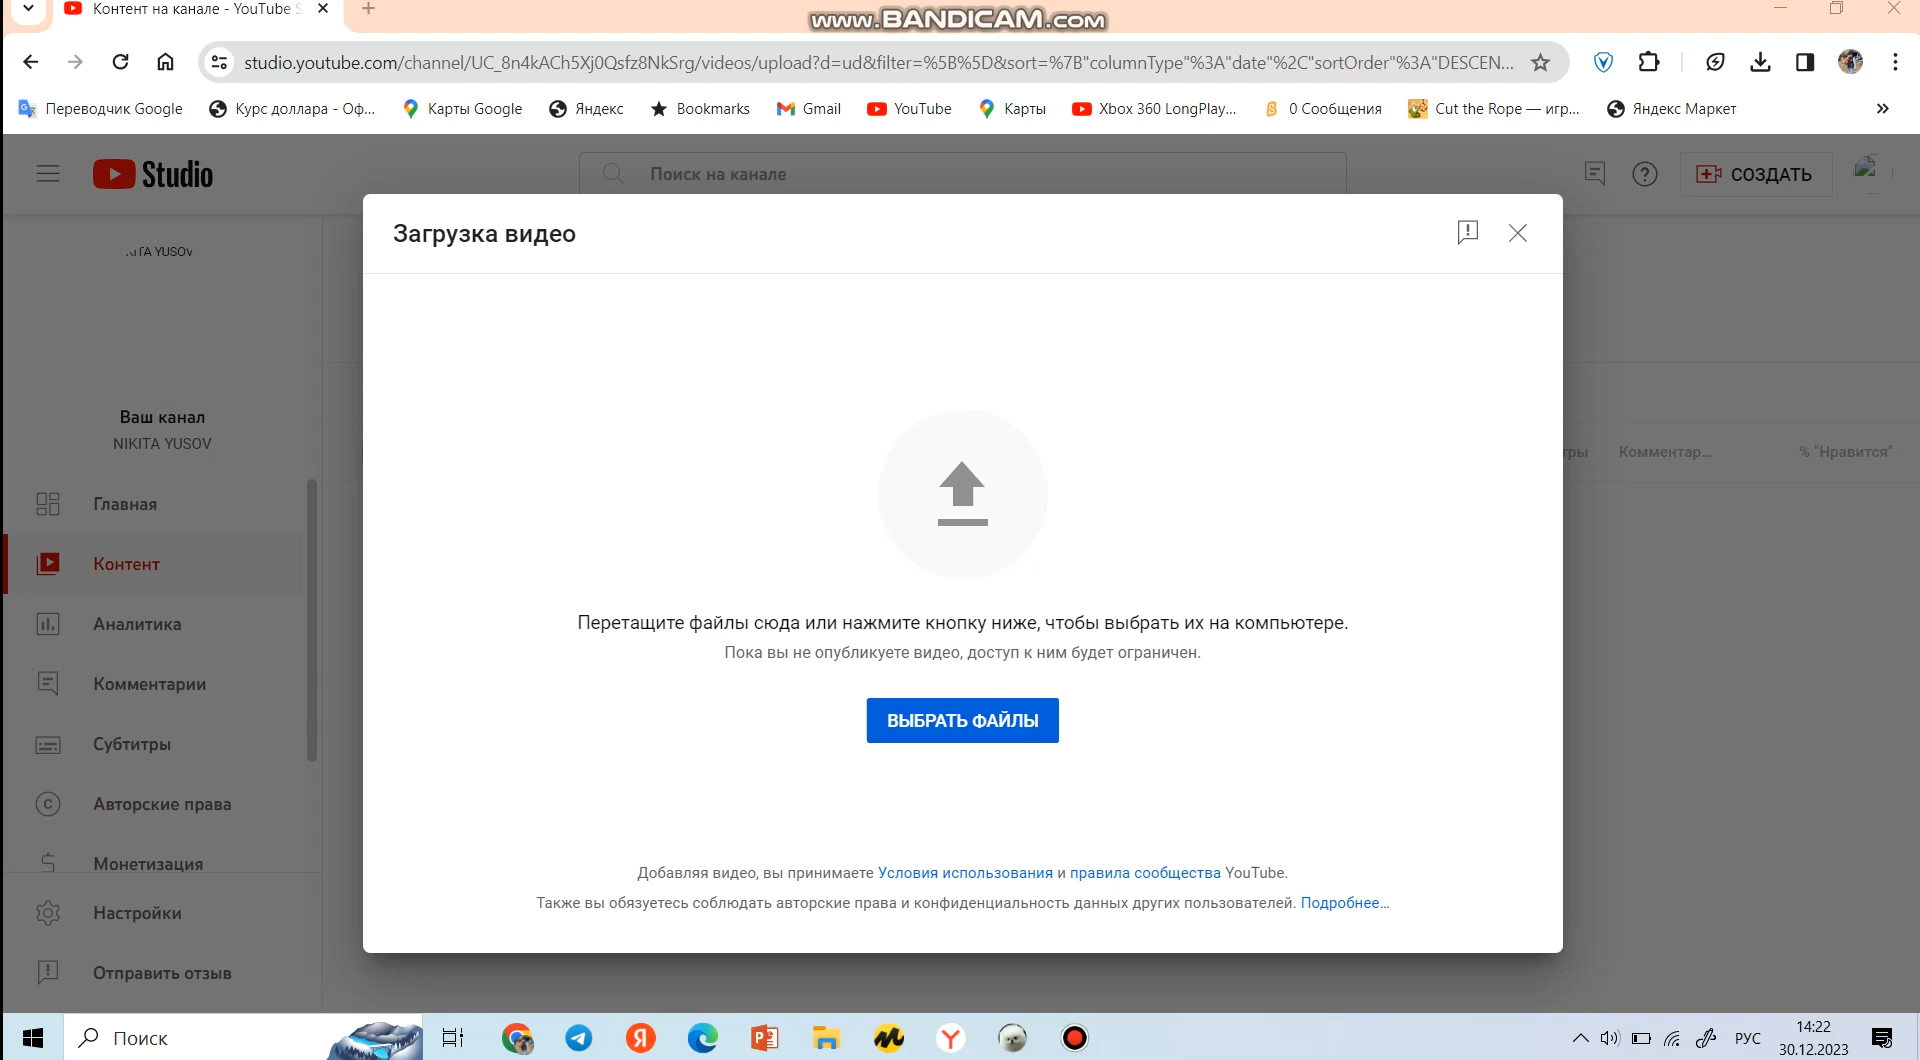 Контент на канале - YouTube S
www.BANDICAM.com
studio.youtube.com/channel/UC_8n4kACh5Xj0Qsfz8NkSrg/videos/upload?d=ud&filter=%5B%5D&sort=%7B"columnType"%3A"date"%2C"sortOrder"%3A"DESCEN...
Переводчик Google
Курс доллара - Оф...
Карты Google
Яндекс
Bookmarks
Gmail
YouTube
Карты
Xbox 360 LongPlay...
0 Сообщения
Cut the Rope — игр...
Яндекс Маркет
Studio
Поиск на канале
СОЗДАТЬ
Загрузка видео
YUSOV
Ваш канал
NIKITA YUSOV
тры
Комментар...
% "Нравится"
Главная
Контент
Аналитика
Комментарии
Субтитры
Авторские права
Монетизация
Настройки
Отправить отзыв
Перетащите файлы сюда или нажмите кнопку ниже, чтобы выбрать их на компьютере.
Пока вы не опубликуете видео, доступ к ним будет ограничен.
ВЫБРАТЬ ФАЙЛЫ
Добавляя видео, вы принимаете Условия использования и правила сообщества YouTube.
Также вы обязуетесь соблюдать авторские права и конфиденциальность данных других пользователей. Подробнее...
Поиск
РУС
14:22
30.12.2023